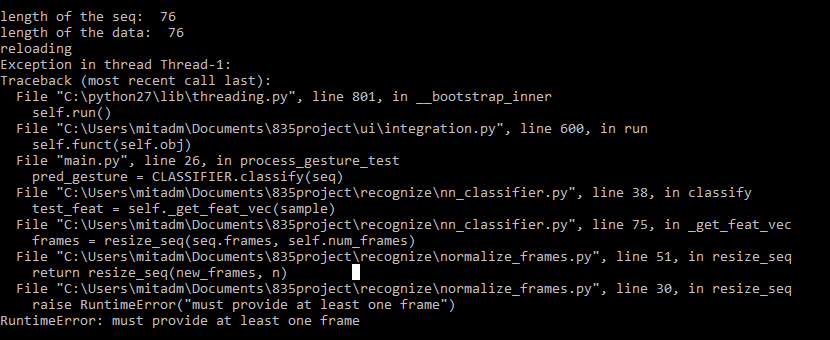 length of the seq:  76
length of the data:  76
reloading
Exception in thread Thread-1:
Traceback (most recent call last):
  File "C:\python27\lib\threading.py", line 801, in __bootstrap_inner
    self.run()
  File "C:\Users\mitadm\Documents\835project\ui\integration.py", line 600, in run
    self.funct(self.obj)
  File "main.py", line 26, in process_gesture_test
    pred_gesture = CLASSIFIER.classify(seq)
  File "C:\Users\mitadm\Documents\835project\recognize\nn_classifier.py", line 38, in classify
    test_feat = self._get_feat_vec(sample)
  File "C:\Users\mitadm\Documents\835project\recognize\nn_classifier.py", line 75, in _get_feat_vec
    frames = resize_seq(seq.frames, self.num_frames)
  File "C:\Users\mitadm\Documents\835project\recognize\normalize_frames.py", line 51, in resize_seq
    return resize_seq(new_frames, n)
  File "C:\Users\mitadm\Documents\835project\recognize\normalize_frames.py", line 30, in resize_seq
    raise RuntimeError("must provide at least one frame")
RuntimeError: must provide at least one frame